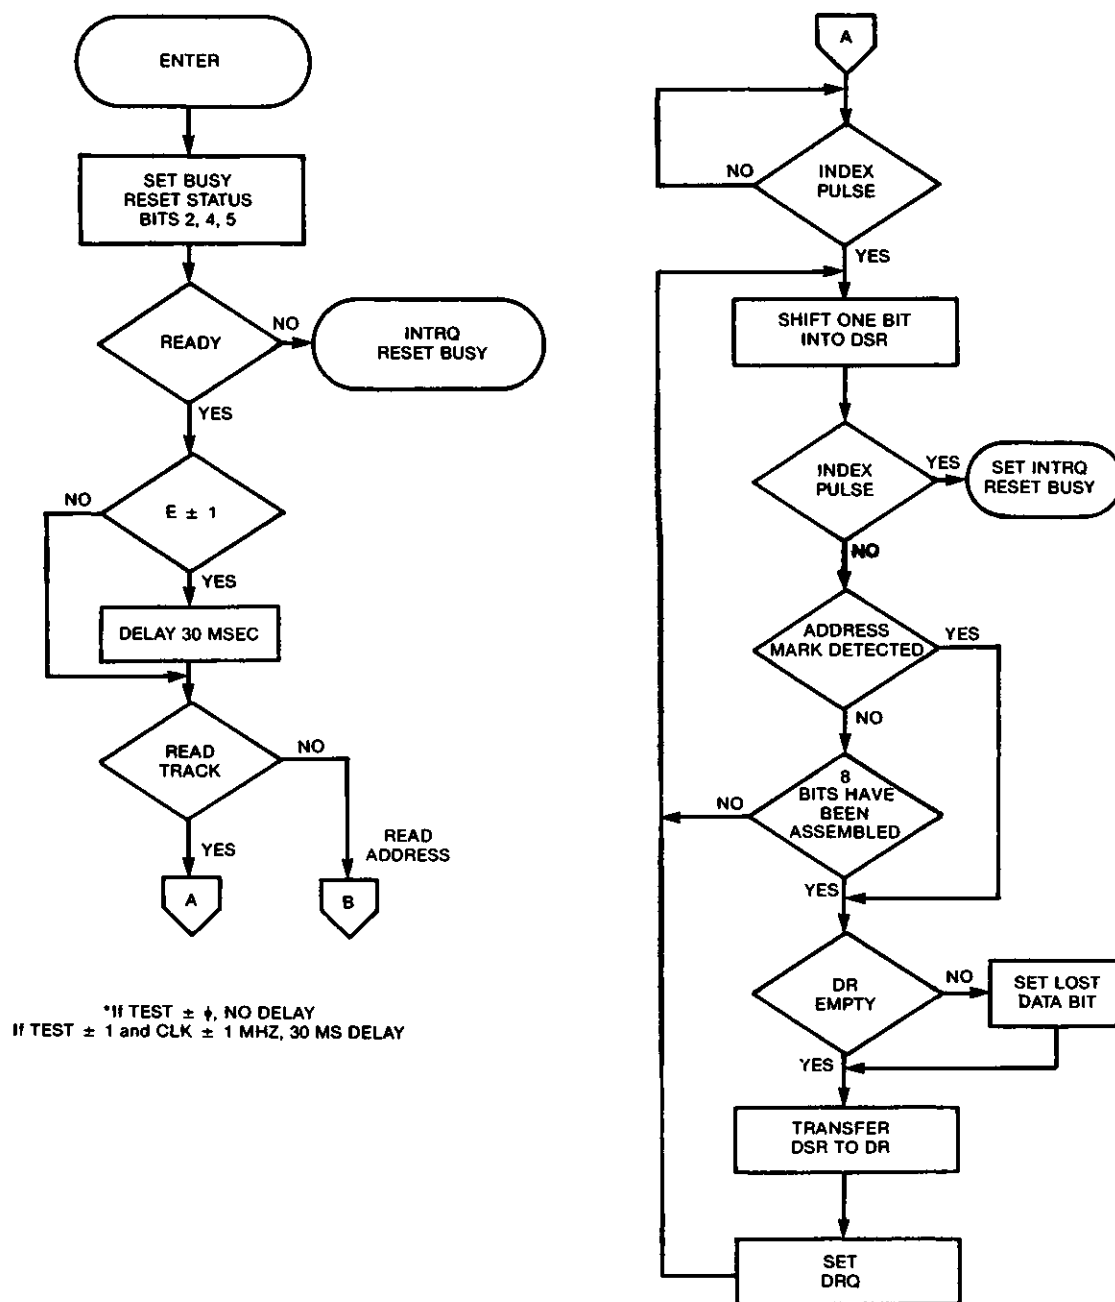 ENTER
SET BUSY
RESET STATUS
BITS 2, 4, 5
READY
NO
INTRQ
RESET BUSY
YES
NO
E ± 1
YES
DELAY 30 MSEC
READ
TRACK
NO
YES
READ
ADDRESS
A
B
*If TEST ± ϕ, NO DELAY
If TEST ± 1 and CLK ± 1 MHZ, 30 MS DELAY
A
NO
INDEX
PULSE
YES
SHIFT ONE BIT
INTO DSR
INDEX
PULSE
YES
SET INTRQ
RESET BUSY
NO
ADDRESS
MARK DETECTED
YES
NO
8
BITS HAVE
BEEN
ASSEMBLED
NO
YES
DR
EMPTY
NO
SET LOST
DATA BIT
YES
TRANSFER
DSR TO DR
SET
DRQ